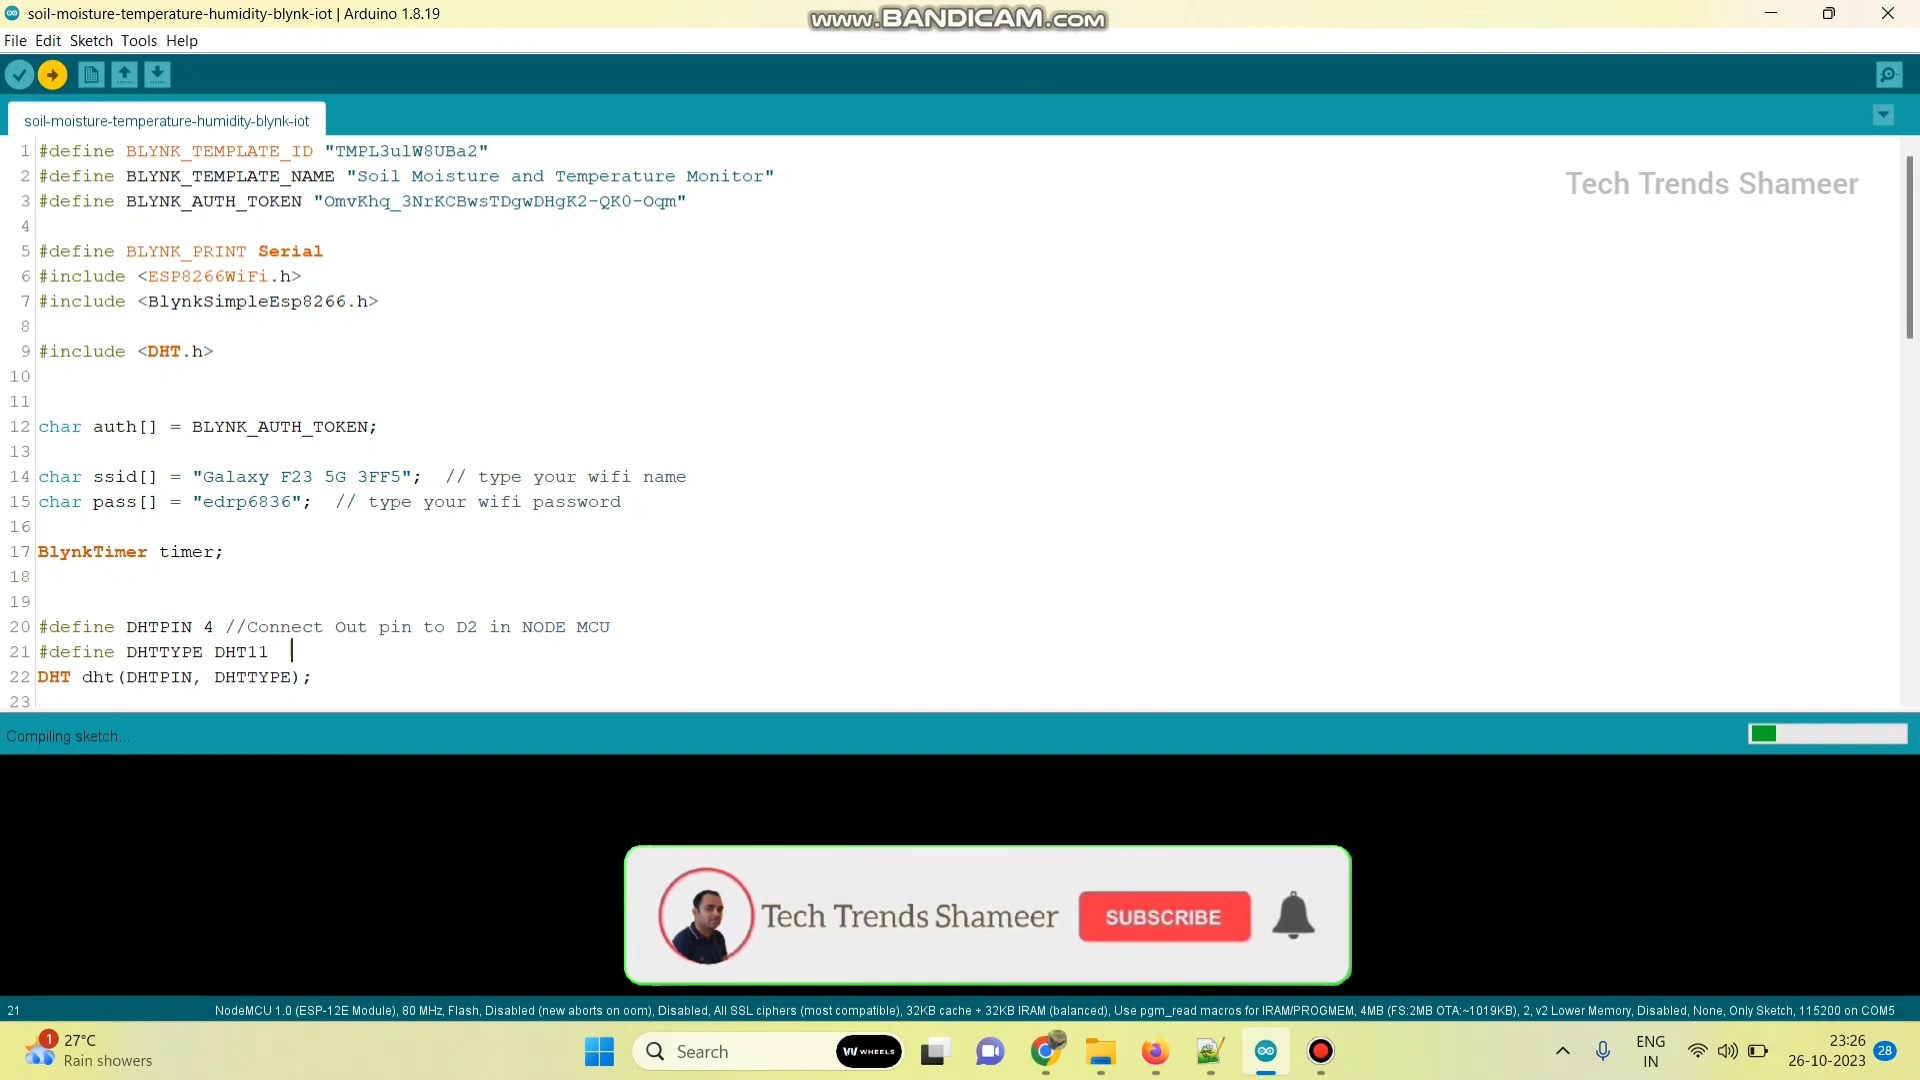 soil-moisture-temperature-humidity-blynk-iot | Arduino 1.8.19
www.BANDICAM.COM
File Edit Sketch Tools Help
soil-moisture-temperature-humidity-blynk-iot
Tech Trends Shameer
1 #define BLYNK_TEMPLATE_ID "TMPL3ulW8UBa2"
2 #define BLYNK_TEMPLATE_NAME "Soil Moisture and Temperature Monitor"
3 #define BLYNK_AUTH_TOKEN "OmvKhq_3NrKCBwsTDgwDHgK2-QK0-Oqm"
4
5 #define BLYNK_PRINT Serial
6 #include <ESP8266WiFi.h>
7 #include <BlynkSimpleEsp8266.h>
8
9 #include <DHT.h>
10
11
12 char auth[] = BLYNK_AUTH_TOKEN;
13
14 char ssid[] = "Galaxy F23 5G 3FF5";  // type your wifi name
15 char pass[] = "edrp6836";  // type your wifi password
16
17 BlynkTimer timer;
18
19
20 #define DHTPIN 4 //Connect Out pin to D2 in NODE MCU
21 #define DHTTYPE DHT11
22 DHT dht(DHTPIN, DHTTYPE);
23
Compiling sketch...
Tech Trends Shameer SUBSCRIBE
21 NodeMCU 1.0 (ESP-12E Module), 80 MHz, Flash, Disabled (new aborts on oom), Disabled, All SSL ciphers (most compatible), 32KB cache + 32KB IRAM (balanced), Use pgm_read macros for IRAM/PROGMEM, 4MB (FS:2MB OTA:~1019KB), 2, v2 Lower Memory, Disabled, None, Only Sketch, 115200 on COM5
1
27°C
Rain showers
Search
WHEELS
ENG
IN
23:26
26-10-2023
28